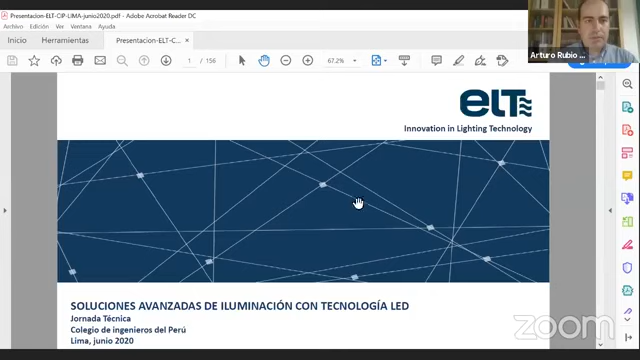 Presentacion-ELT-CIP-LIMA-junio2020.pdf - Adobe Acrobat Reader DC
Archivo Edición Ver Ventana Ayuda
Inicio Herramientas Presentacion-ELT-C... ×
1 / 156 67.2%
Arturo Rubio ...
ELT
Innovation in Lighting Technology
SOLUCIONES AVANZADAS DE ILUMINACIÓN CON TECNOLOGÍA LED
Jornada Técnica
Colegio de ingenieros del Perú
Lima, junio 2020
zoom